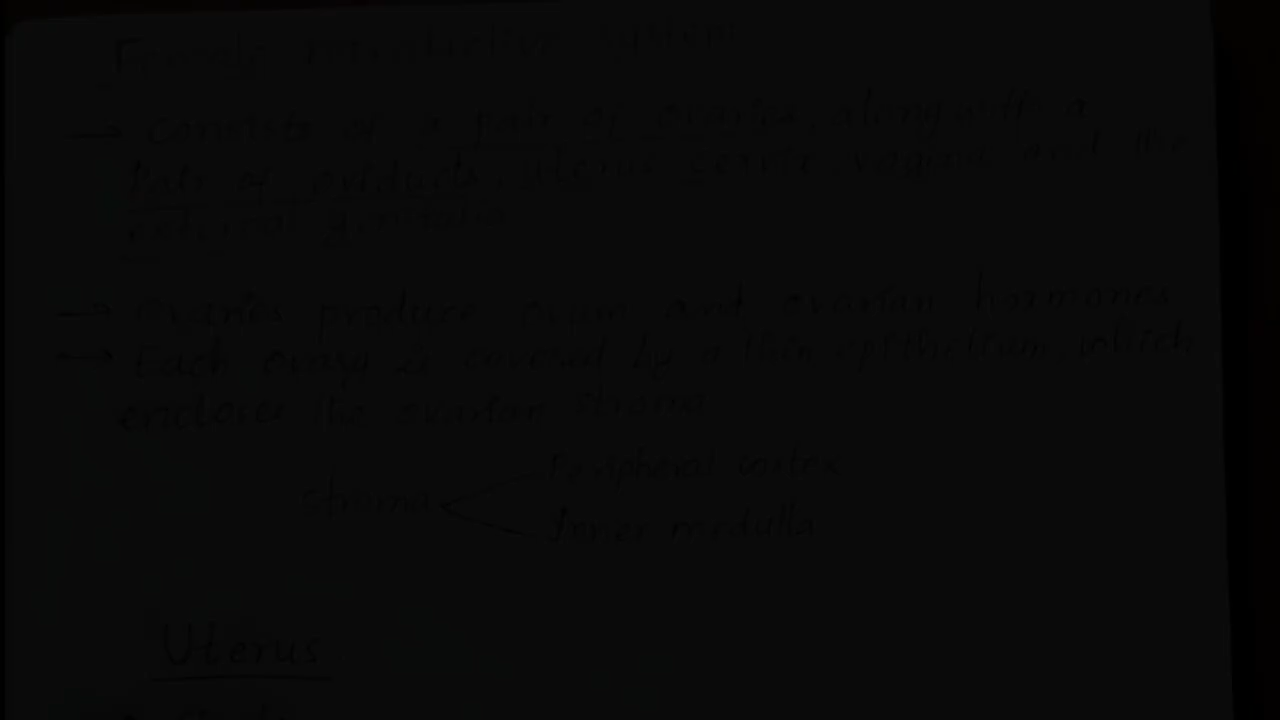 Female reproductive system
→ consists of a pair of ovaries, along with a
Pair of oviducts, uterus cervix vagina and the
external genitalia
→ ovaries produce ovum and ovarian hormones
→ Each ovary is covered by a thin epithelium, which
encloses the ovarian stroma
stroma
Peripheral cortex
Inner medulla
Uterus